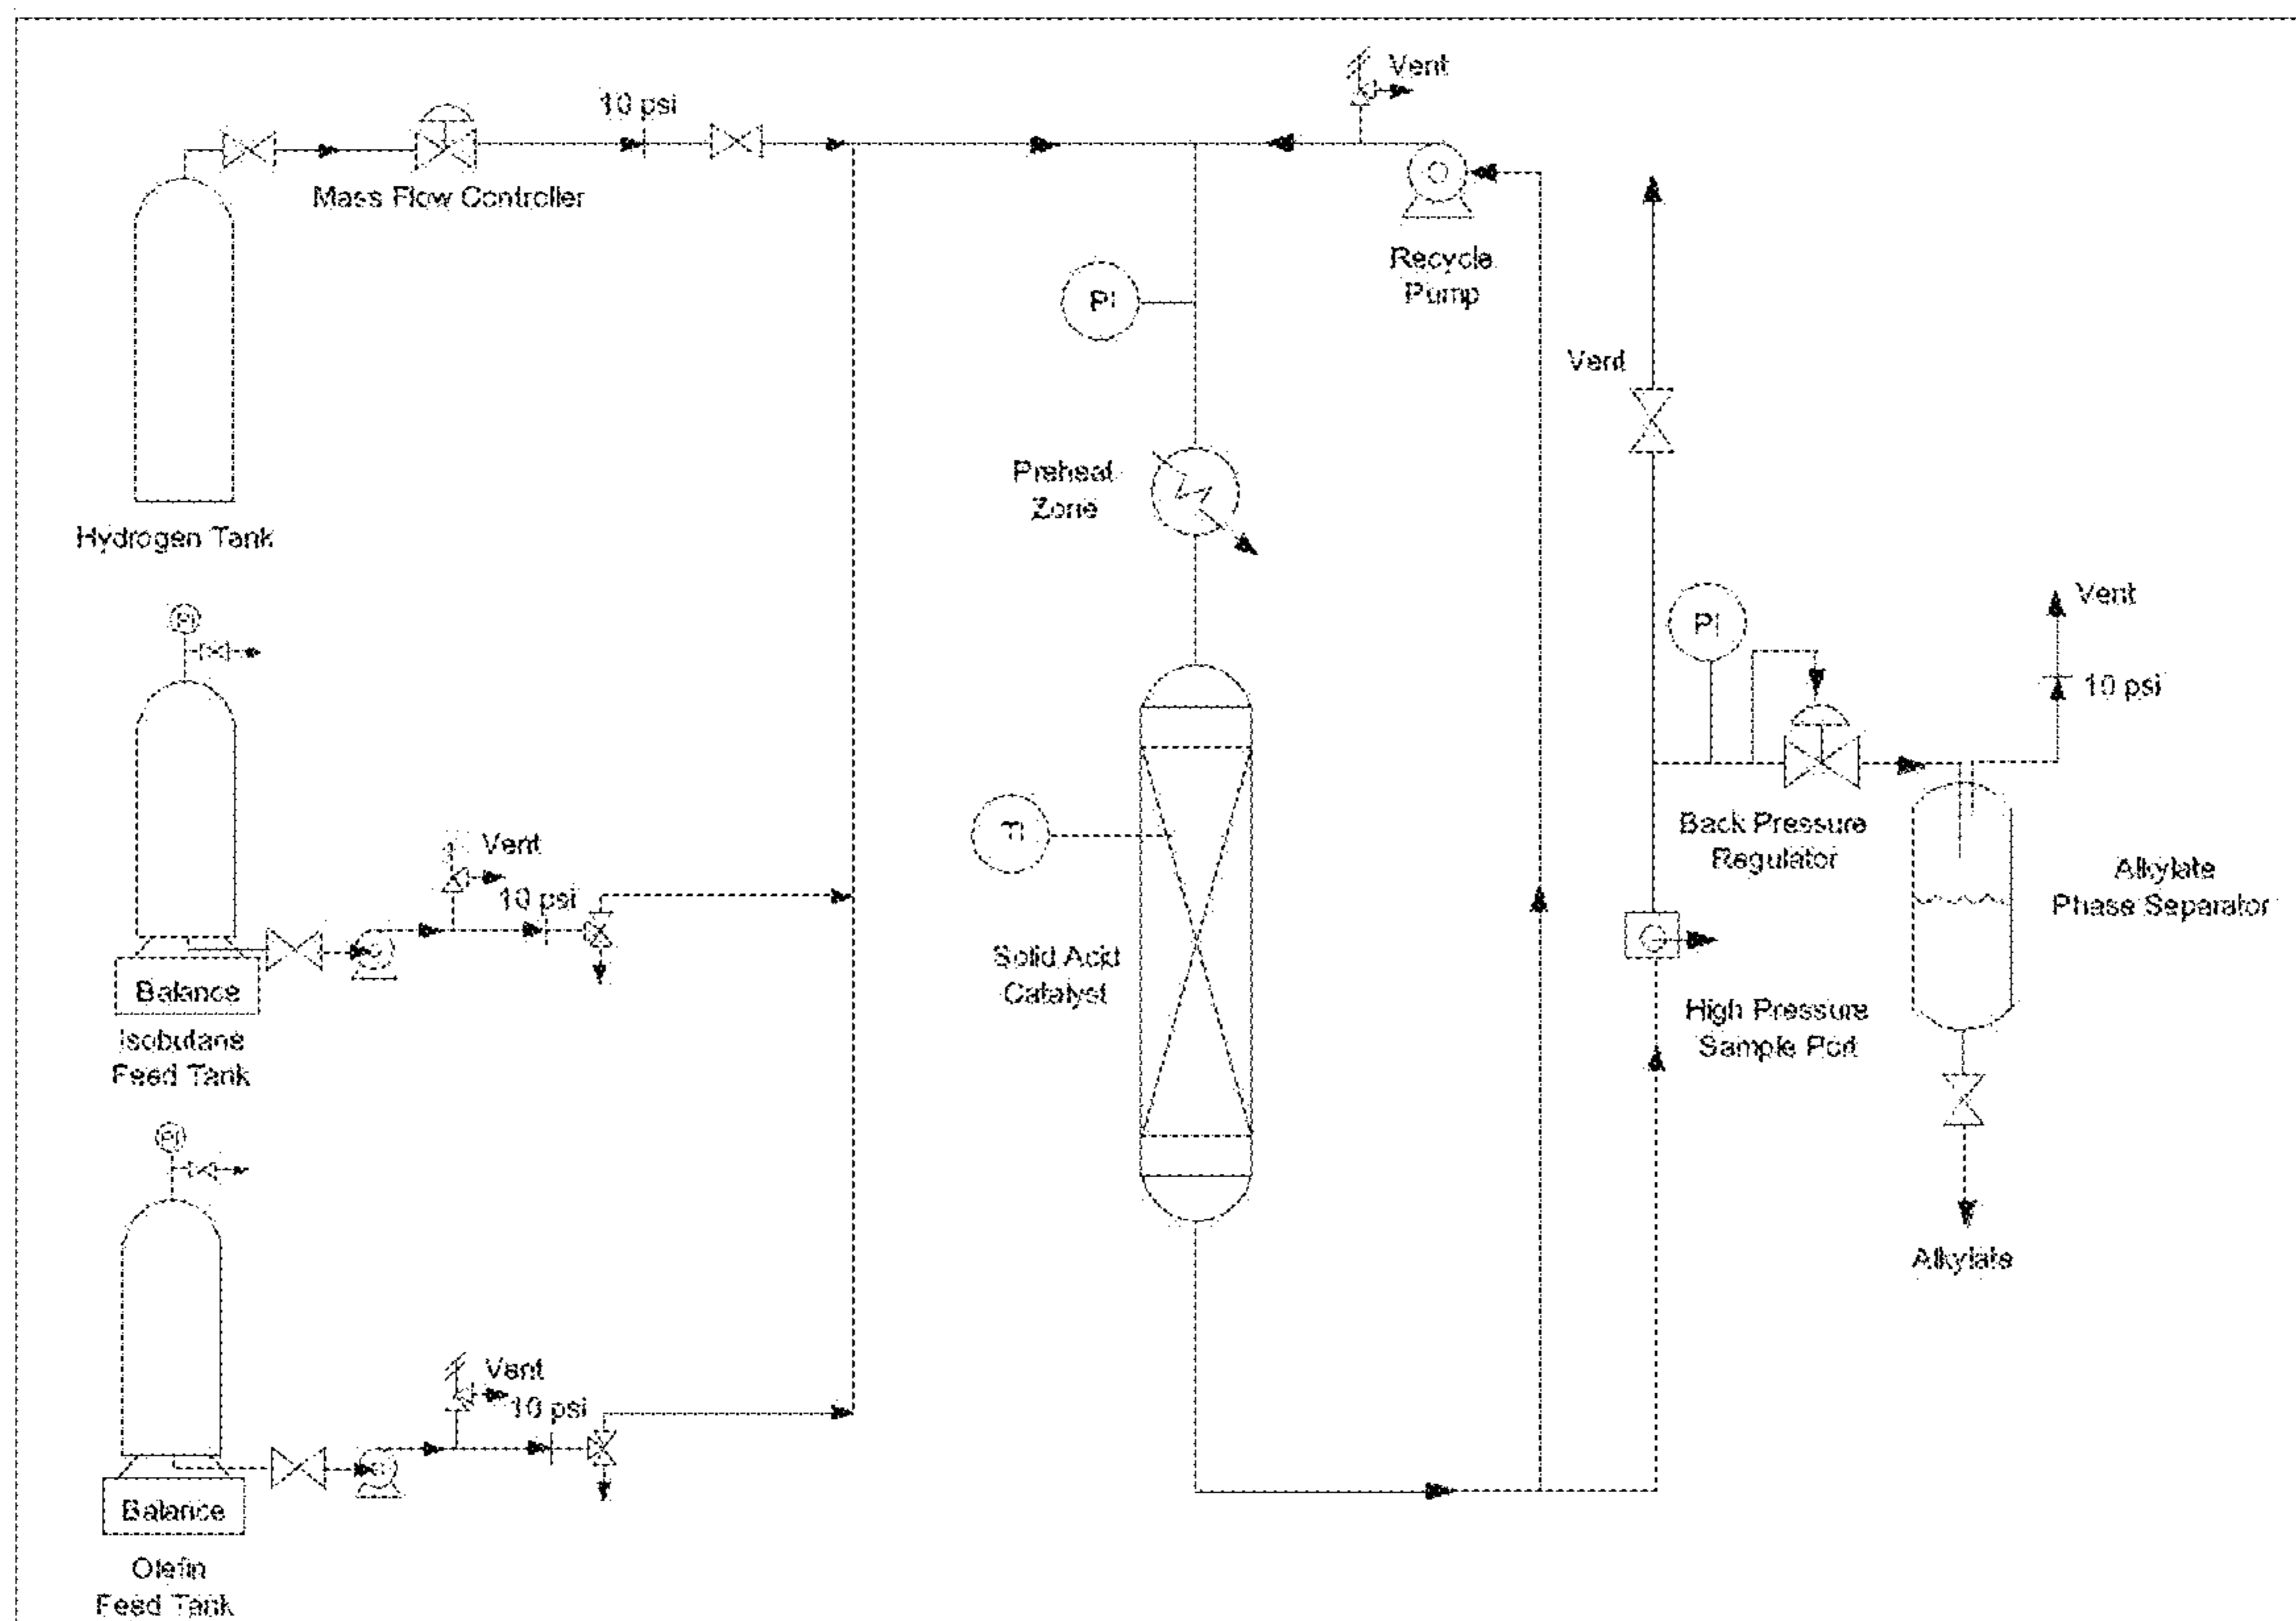 Vent
10 psi
Mass Flow Controller
Recycle
Pump
PI
Vent
Preheat
Zone
Hydrogen Tank
PI
PI
Vent
10 psi
TI
Vent
10 psi
Back Pressure
Regulator
Alkylate
Phase Separator
Solid Acid
Catalyst
Balance
Isobutane
Feed Tank
High Pressure
Sample Port
PI
Alkylate
Vent
10 psi
Balance
Olefin
Feed Tank